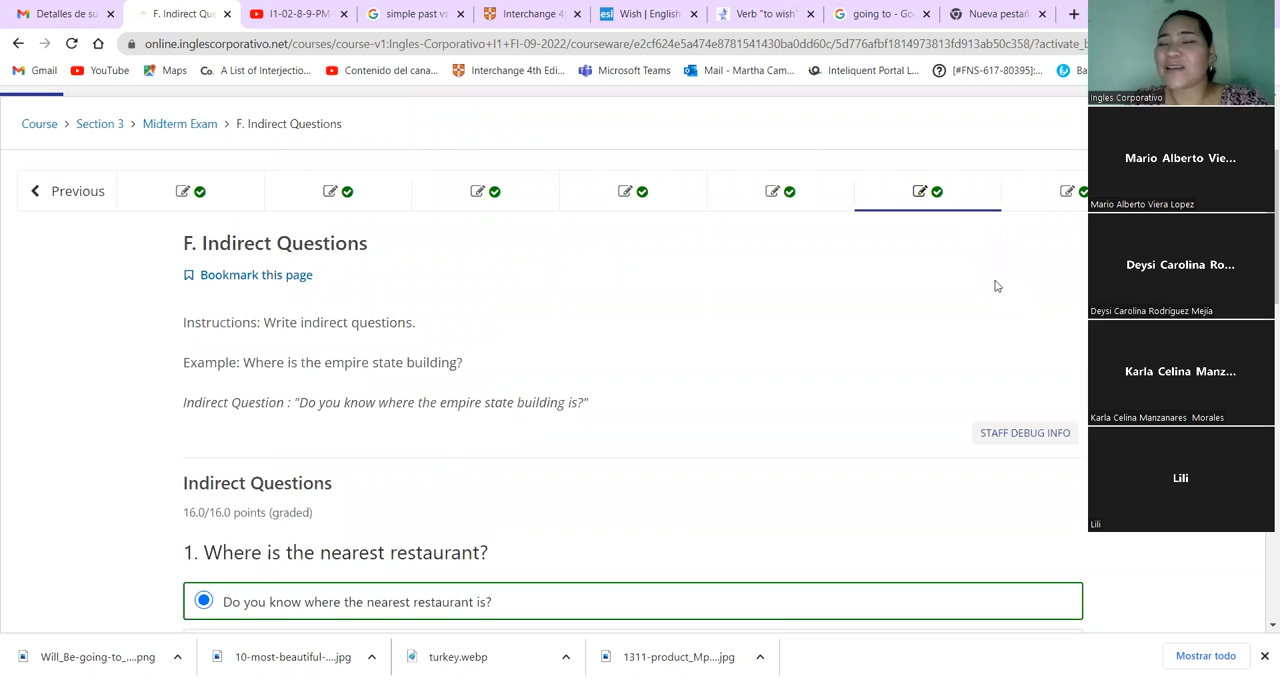 Detalles de su
F. Indirect Que
I1-02-8-9-PM
simple past vs
Interchange 4
Wish | English
Verb "to wish"
going to - Goo
Nueva pestañ
online.inglescorporativo.net/courses/course-v1:Ingles-Corporativo+I1+FI-09-2022/courseware/e2cf624e5a474e8781541430ba0dd60c/5d776afbf1814973813fd913ab50c358/?activate_b
Gmail
YouTube
Maps
A List of Interjectio...
Contenido del cana...
Interchange 4th Edi...
Microsoft Teams
Mail - Martha Cam...
Inteliquent Portal L...
[#FNS-617-80395]:...
Ba
Course > Section 3 > Midterm Exam > F. Indirect Questions
Previous
F. Indirect Questions
Bookmark this page
Instructions: Write indirect questions.
Example: Where is the empire state building?
Indirect Question : "Do you know where the empire state building is?"
STAFF DEBUG INFO
Indirect Questions
16.0/16.0 points (graded)
1. Where is the nearest restaurant?
Do you know where the nearest restaurant is?
Ingles Corporativo
Mario Alberto Vie...
Mario Alberto Viera Lopez
Deysi Carolina Ro...
Deysi Carolina Rodríguez Mejía
Karla Celina Manz...
Karla Celina Manzanares Morales
Lili
Lili
Will_Be-going-to_....png
10-most-beautiful-....jpg
turkey.webp
1311-product_Mp....jpg
Mostrar todo